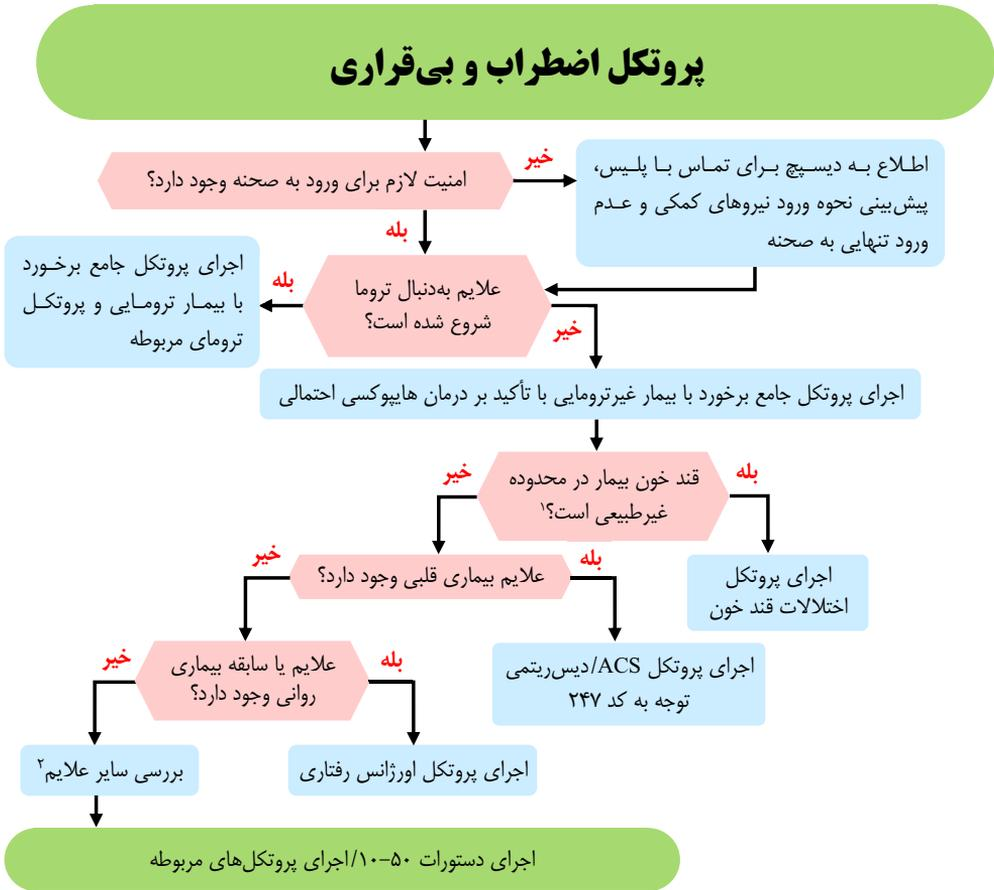 پروتکل اضطراب و بی‌قراری
امنیت لازم برای ورود به صحنه وجود دارد؟
خیر
اطلاع به دیسپچ برای تماس با پلیس،
پیش‌بینی نحوه ورود نیروهای کمکی و عدم
ورود تنهایی به صحنه
بله
علایم به‌دنبال تروما
شروع شده است؟
بله
اجرای پروتکل جامع برخورد
با بیمار ترومایی و پروتکل
ترومای مربوطه
خیر
اجرای پروتکل جامع برخورد با بیمار غیرترومایی با تأکید بر درمان هایپوکسی احتمالی
قند خون بیمار در محدوده
غیرطبیعی است؟۱
بله
اجرای پروتکل
اختلالات قند خون
خیر
علایم بیماری قلبی وجود دارد؟
بله
اجرای پروتکل ACS/دیس‌ریتمی
توجه به کد ۲۴۷
خیر
علایم یا سابقه بیماری
روانی وجود دارد؟
بله
اجرای پروتکل اورژانس رفتاری
خیر
بررسی سایر علایم۲
اجرای دستورات ۵۰-۱۰/اجرای پروتکل‌های مربوطه